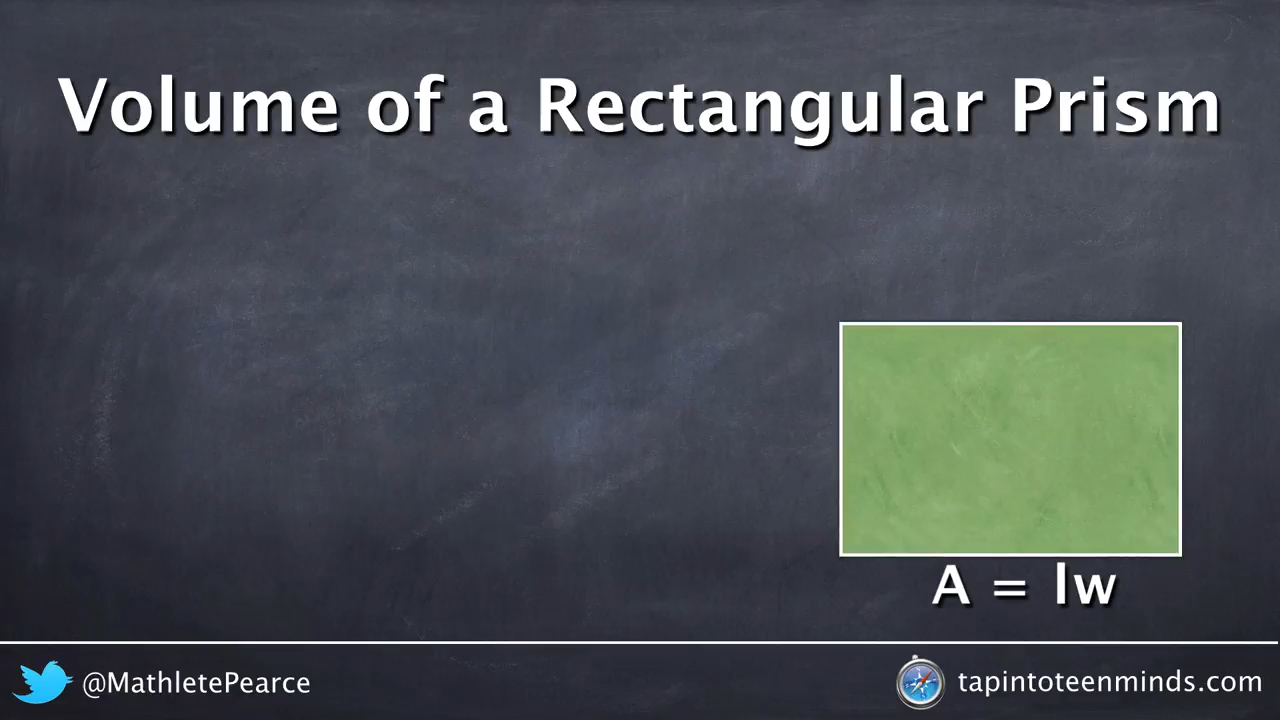 Volume of a Rectangular Prism
A = lw
@MathletePearce
tapintoteenminds.com